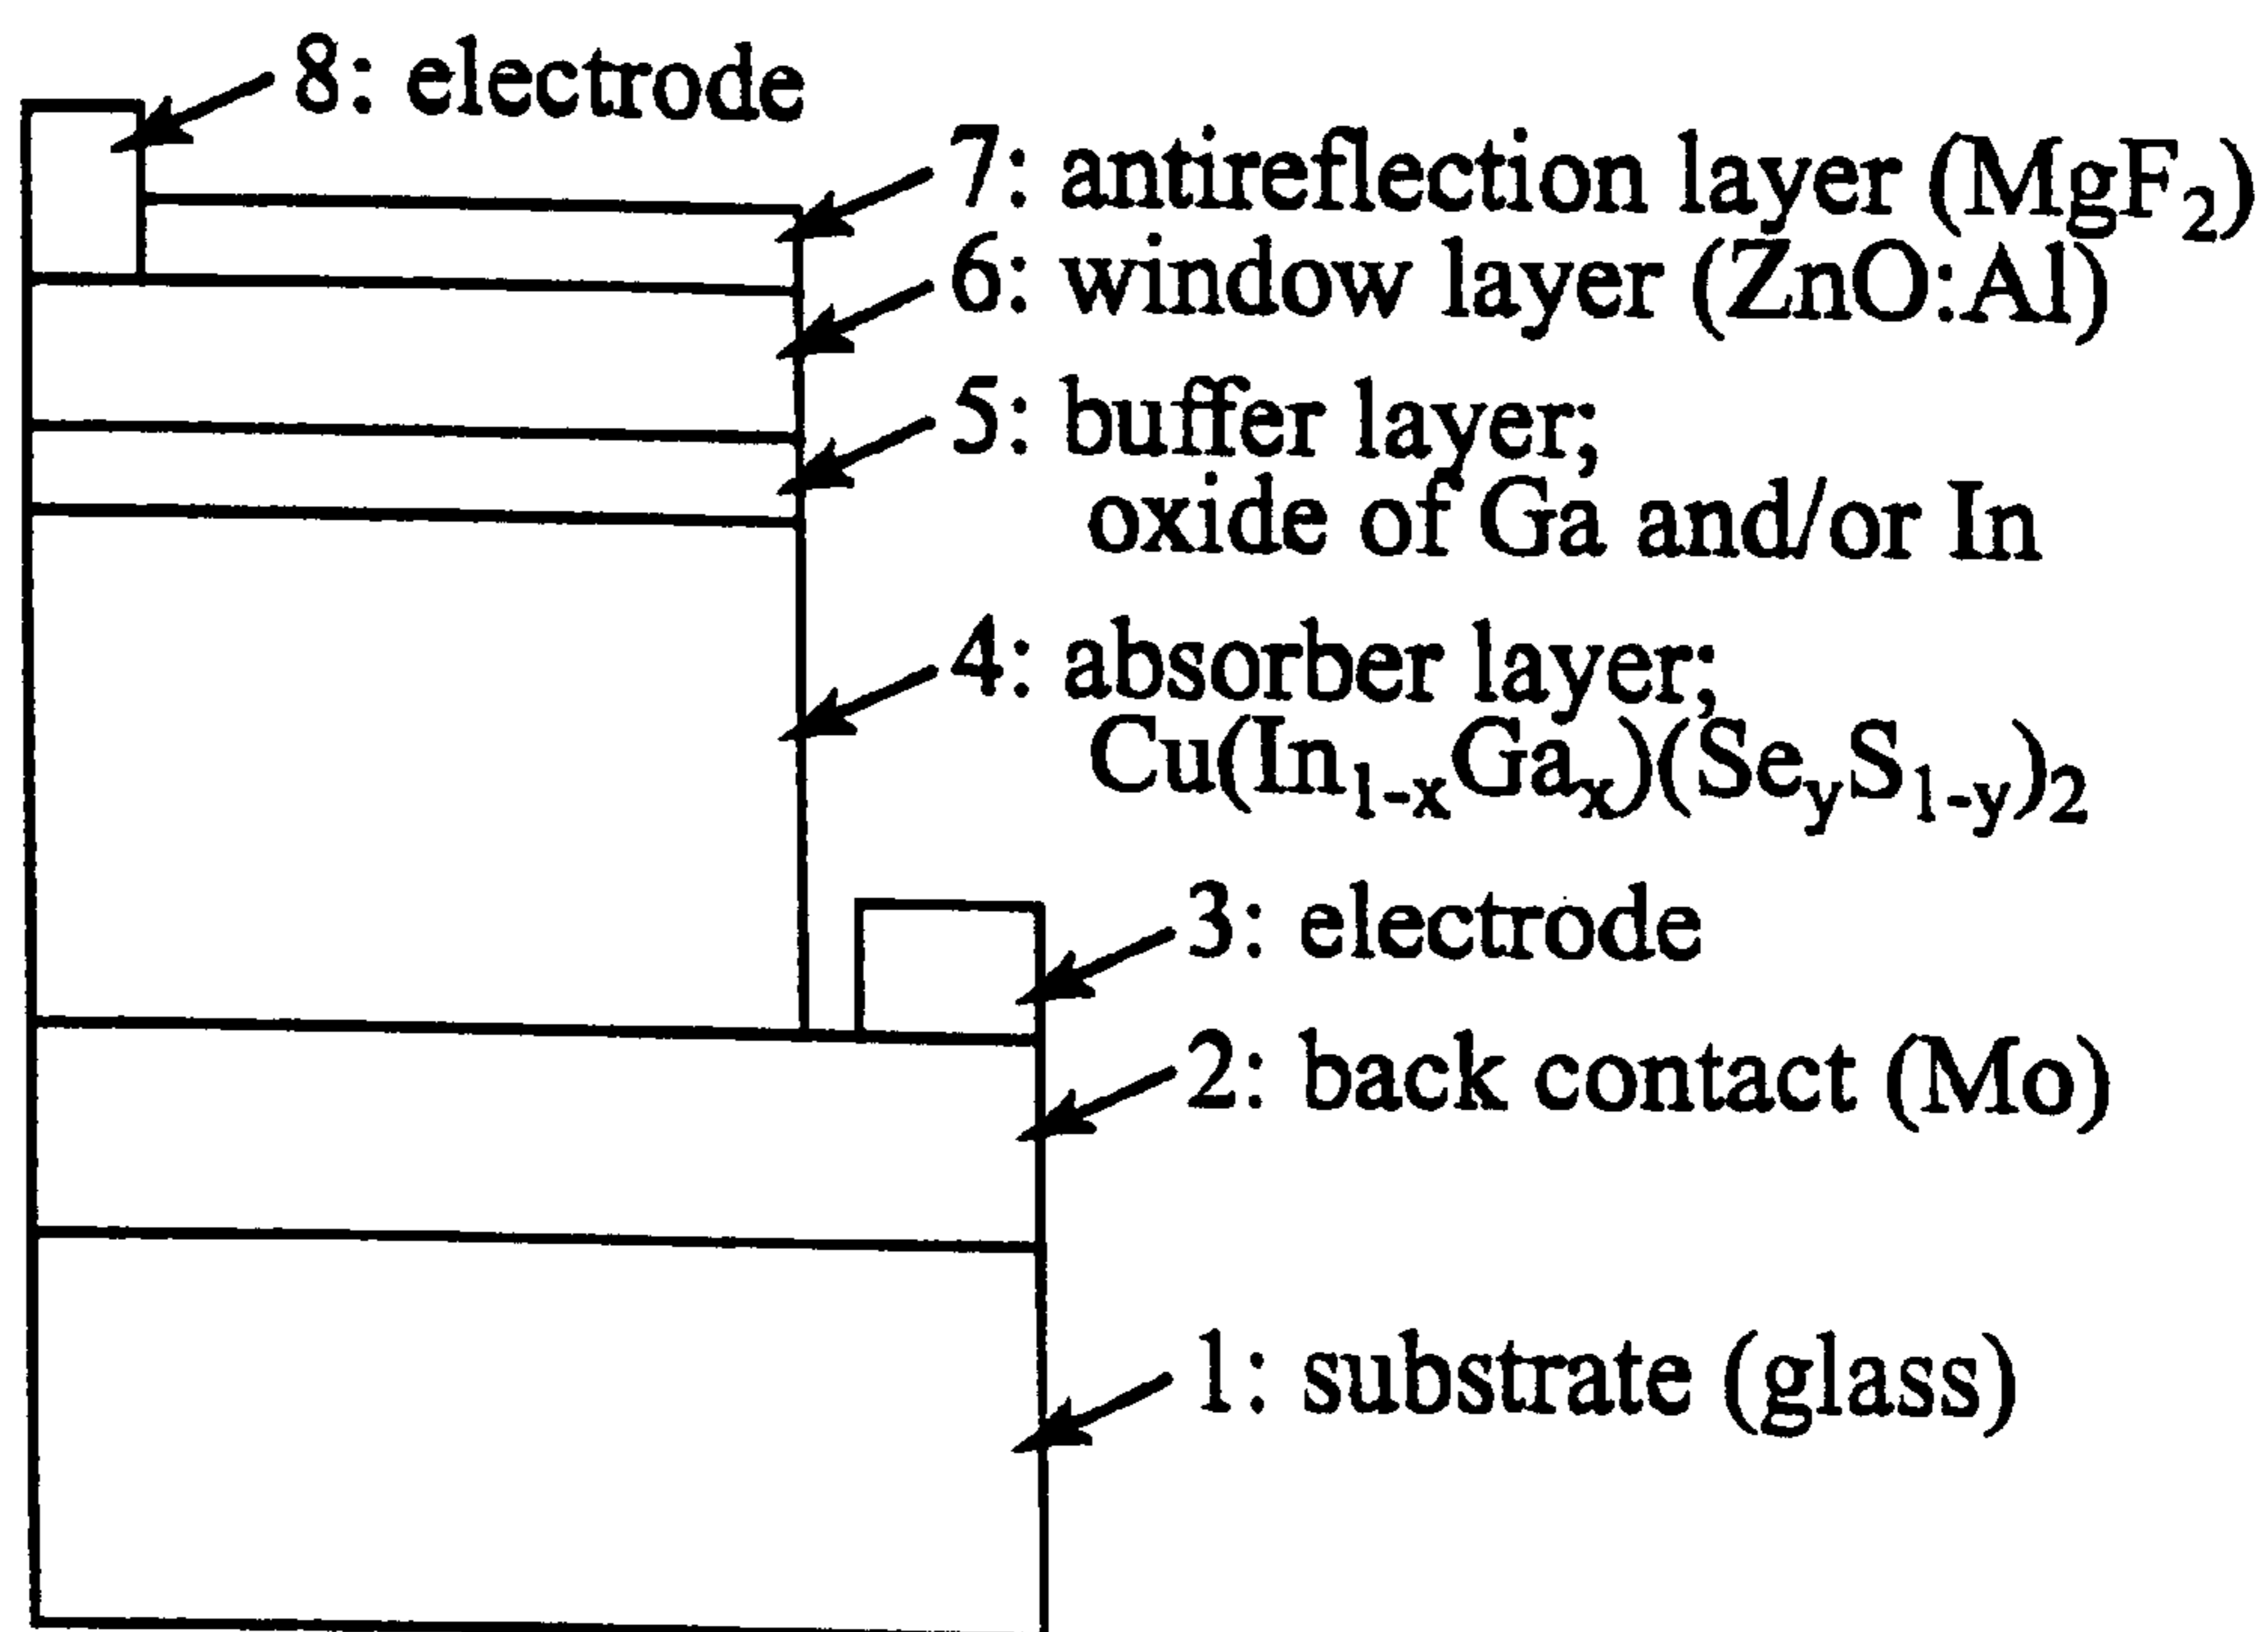 8: electrode
7: antireflection layer (MgF₂)
6: window layer (ZnO:Al)
5: buffer layer;
oxide of Ga and/or In
4: absorber layer;
Cu(In₁₋ₓGaₓ)(SeᵧS₁₋ᵧ)₂
3: electrode
2: back contact (Mo)
1: substrate (glass)